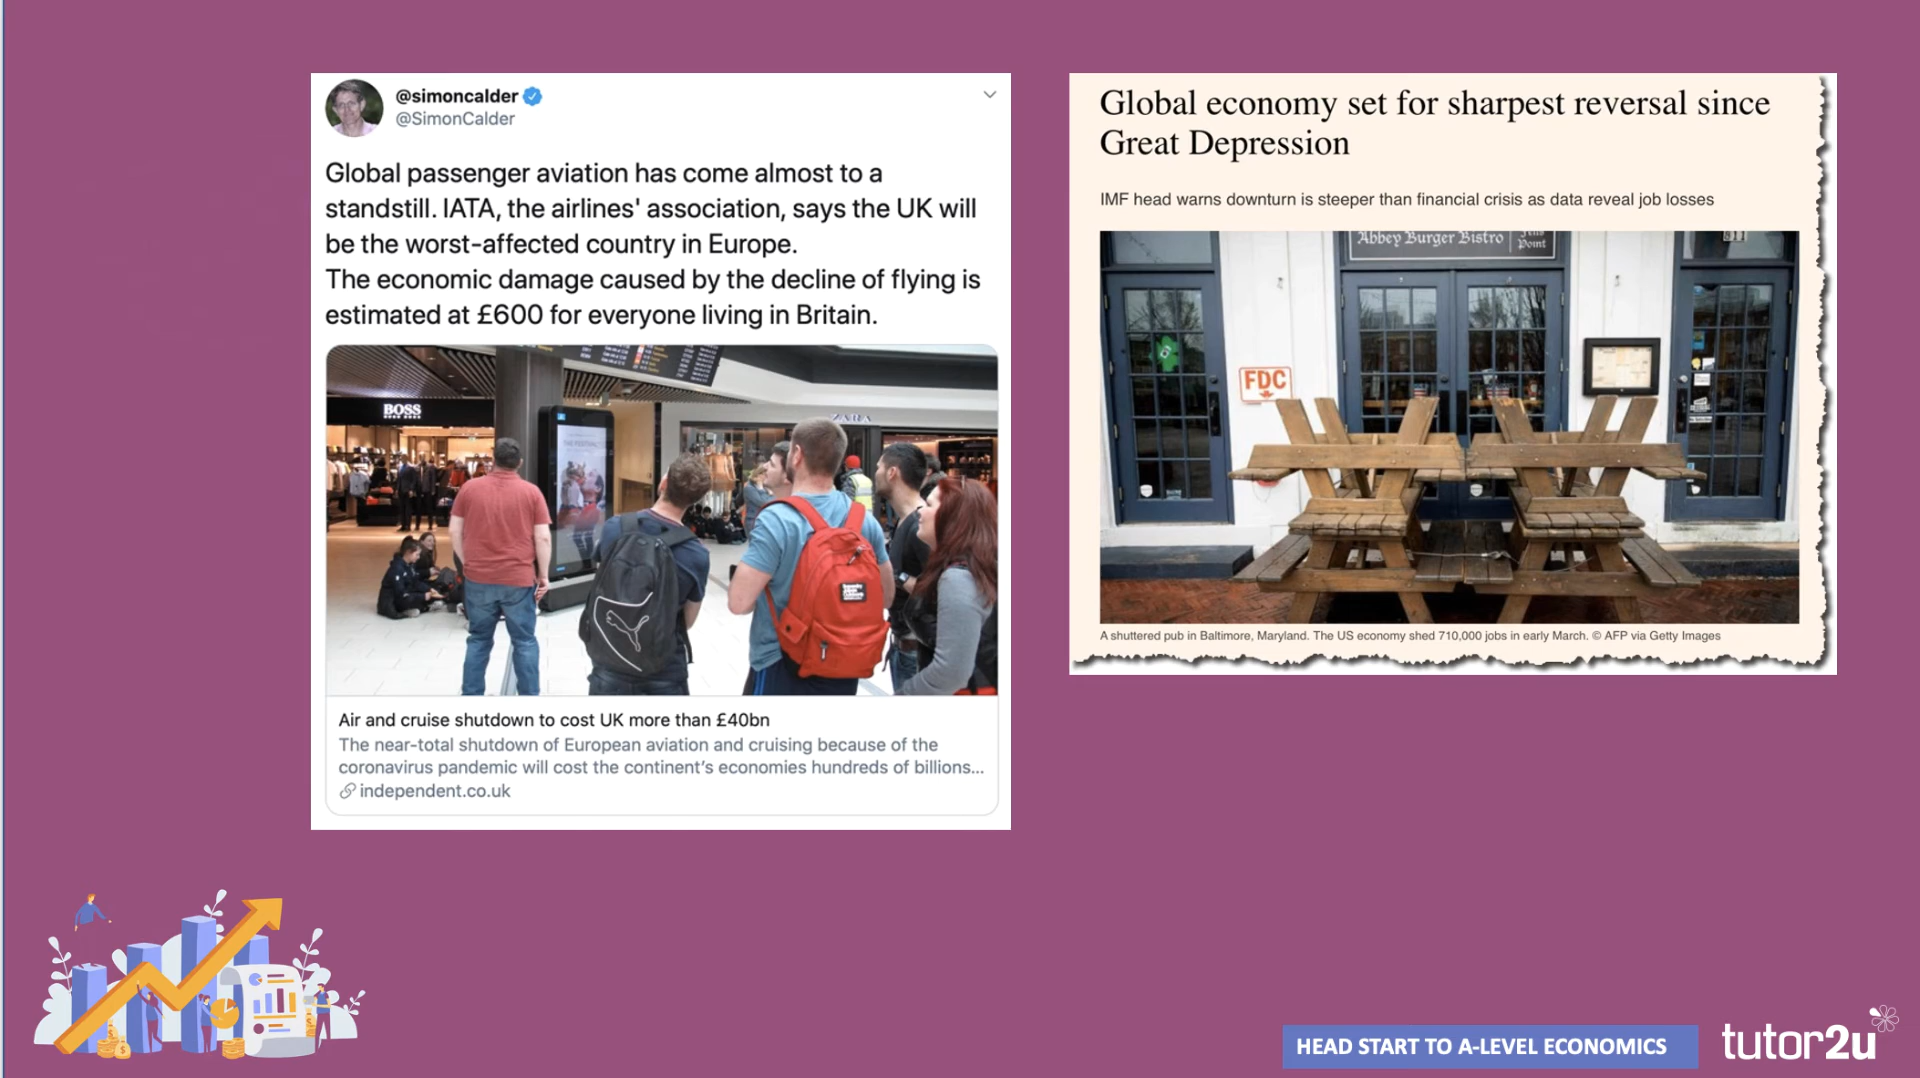 @simoncalder
@SimonCalder
Global passenger aviation has come almost to a
standstill. IATA, the airlines' association, says the UK will
be the worst-affected country in Europe.
The economic damage caused by the decline of flying is
estimated at £600 for everyone living in Britain.
BOSS
ZARA
Air and cruise shutdown to cost UK more than £40bn
The near-total shutdown of European aviation and cruising because of the
coronavirus pandemic will cost the continent's economies hundreds of billions...
independent.co.uk
Global economy set for sharpest reversal since
Great Depression
IMF head warns downturn is steeper than financial crisis as data reveal job losses
Abbey Burger Bistro
Point
811
FDC
A shuttered pub in Baltimore, Maryland. The US economy shed 710,000 jobs in early March. © AFP via Getty Images
HEAD START TO A-LEVEL ECONOMICS
tutor2u